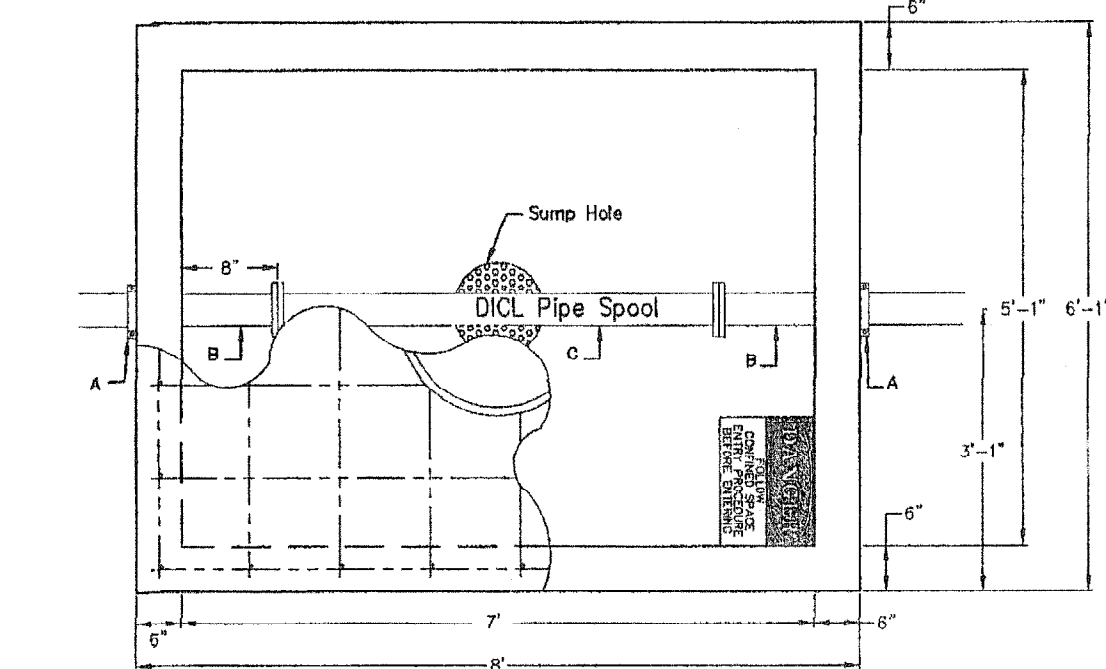 6"
Sump Hole
8"
DICL Pipe Spool
5'-1"
6'-1"
B
C
B
A
A
3'-1"
DANGER
FOLLOW
CONFINED SPACE
ENTRY PROCEDURE
BEFORE ENTERING
6"
7'
6"
6"
8'